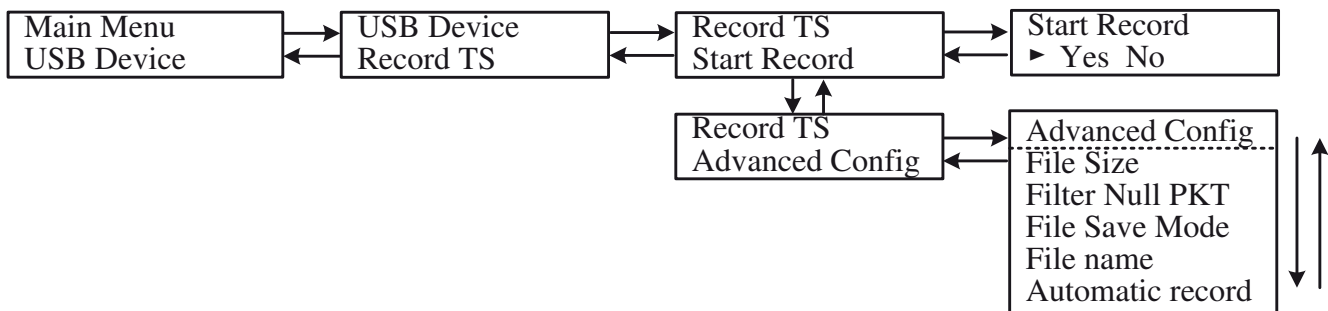 Main Menu
USB Device
USB Device
Record TS
Record TS
Start Record
Start Record
► Yes No
Record TS
Advanced Config
Advanced Config
File Size
Filter Null PKT
File Save Mode
File name
Automatic record